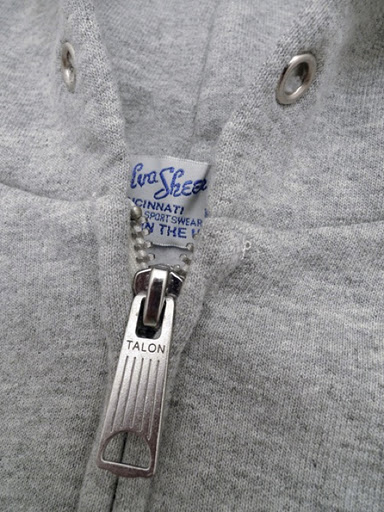 Eva Shee
CINNATI
SPORTSWEAR
IN THE
TALON